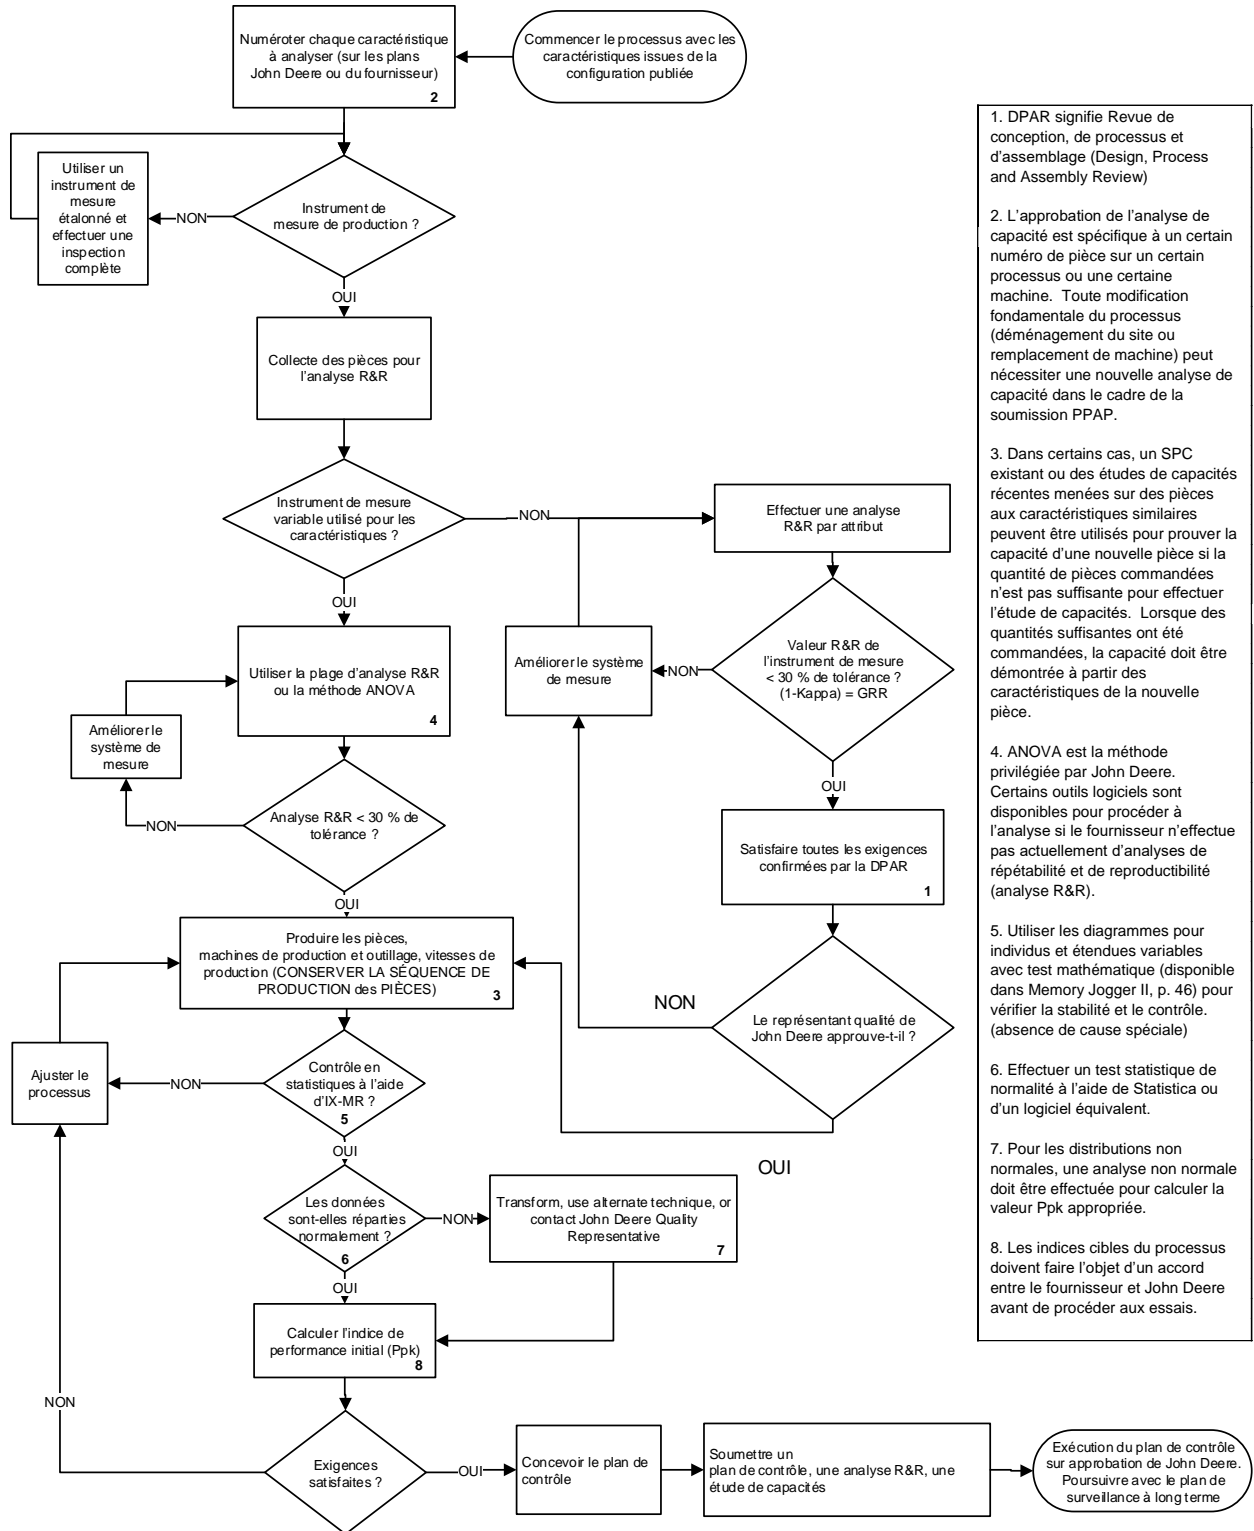 Numéroter chaque caractéristique
à analyser (sur les plans
John Deere ou du fournisseur)
2
Commencer le processus avec les
caractéristiques issues de la
configuration publiée
Utiliser un
instrument de
mesure
étalonné et
effectuer une
inspection
complète
NON
Instrument de
mesure de production ?
OUI
Collecte des pièces pour
l'analyse R&R
Instrument de mesure
variable utilisé pour les
caractéristiques ?
NON
OUI
Effectuer une analyse
R&R par attribut
Valeur R&R de
l'instrument de mesure
< 30 % de tolérance ?
(1-Kappa) = GRR
NON
Améliorer le système
de mesure
OUI
Satisfaire toutes les exigences
confirmées par la DPAR
1
Le représentant qualité de
John Deere approuve-t-il ?
NON
OUI
Utiliser la plage d'analyse R&R
ou la méthode ANOVA
4
Améliorer le
système de
mesure
NON
Analyse R&R < 30 % de
tolérance ?
OUI
Produire les pièces,
machines de production et outillage, vitesses de
production (CONSERVER LA SÉQUENCE DE
PRODUCTION des PIÈCES)
3
Ajuster le
processus
NON
Contrôle en
statistiques à l'aide
d'IX-MR ?
5
OUI
Les données
sont-elles réparties
normalement ?
6
NON
Transform, use alternate technique, or
contact John Deere Quality
Representative
7
OUI
Calculer l'indice de
performance initial (Ppk)
8
NON
Exigences
satisfaites ?
OUI
Concevoir le plan de
contrôle
Soumettre un
plan de contrôle, une analyse R&R, une
étude de capacités
Exécution du plan de contrôle
sur approbation de John Deere.
Poursuivre avec le plan de
surveillance à long terme
1. DPAR signifie Revue de
conception, de processus et
d'assemblage (Design, Process
and Assembly Review)
2. L'approbation de l'analyse de
capacité est spécifique à un certain
numéro de pièce sur un certain
processus ou une certaine
machine. Toute modification
fondamentale du processus
(déménagement du site ou
remplacement de machine) peut
nécessiter une nouvelle analyse de
capacité dans le cadre de la
soumission PPAP.
3. Dans certains cas, un SPC
existant ou des études de capacités
récentes menées sur des pièces
aux caractéristiques similaires
peuvent être utilisés pour prouver la
capacité d'une nouvelle pièce si la
quantité de pièces commandées
n'est pas suffisante pour effectuer
l'étude de capacités. Lorsque des
quantités suffisantes ont été
commandées, la capacité doit être
démontrée à partir des
caractéristiques de la nouvelle
pièce.
4. ANOVA est la méthode
privilégiée par John Deere.
Certains outils logiciels sont
disponibles pour procéder à
l'analyse si le fournisseur n'effectue
pas actuellement d'analyses de
répétabilité et de reproductibilité
(analyse R&R).
5. Utiliser les diagrammes pour
individus et étendues variables
avec test mathématique (disponible
dans Memory Jogger II, p. 46) pour
vérifier la stabilité et le contrôle.
(absence de cause spéciale)
6. Effectuer un test statistique de
normalité à l'aide de Statistica ou
d'un logiciel équivalent.
7. Pour les distributions non
normales, une analyse non normale
doit être effectuée pour calculer la
valeur Ppk appropriée.
8. Les indices cibles du processus
doivent faire l'objet d'un accord
entre le fournisseur et John Deere
avant de procéder aux essais.